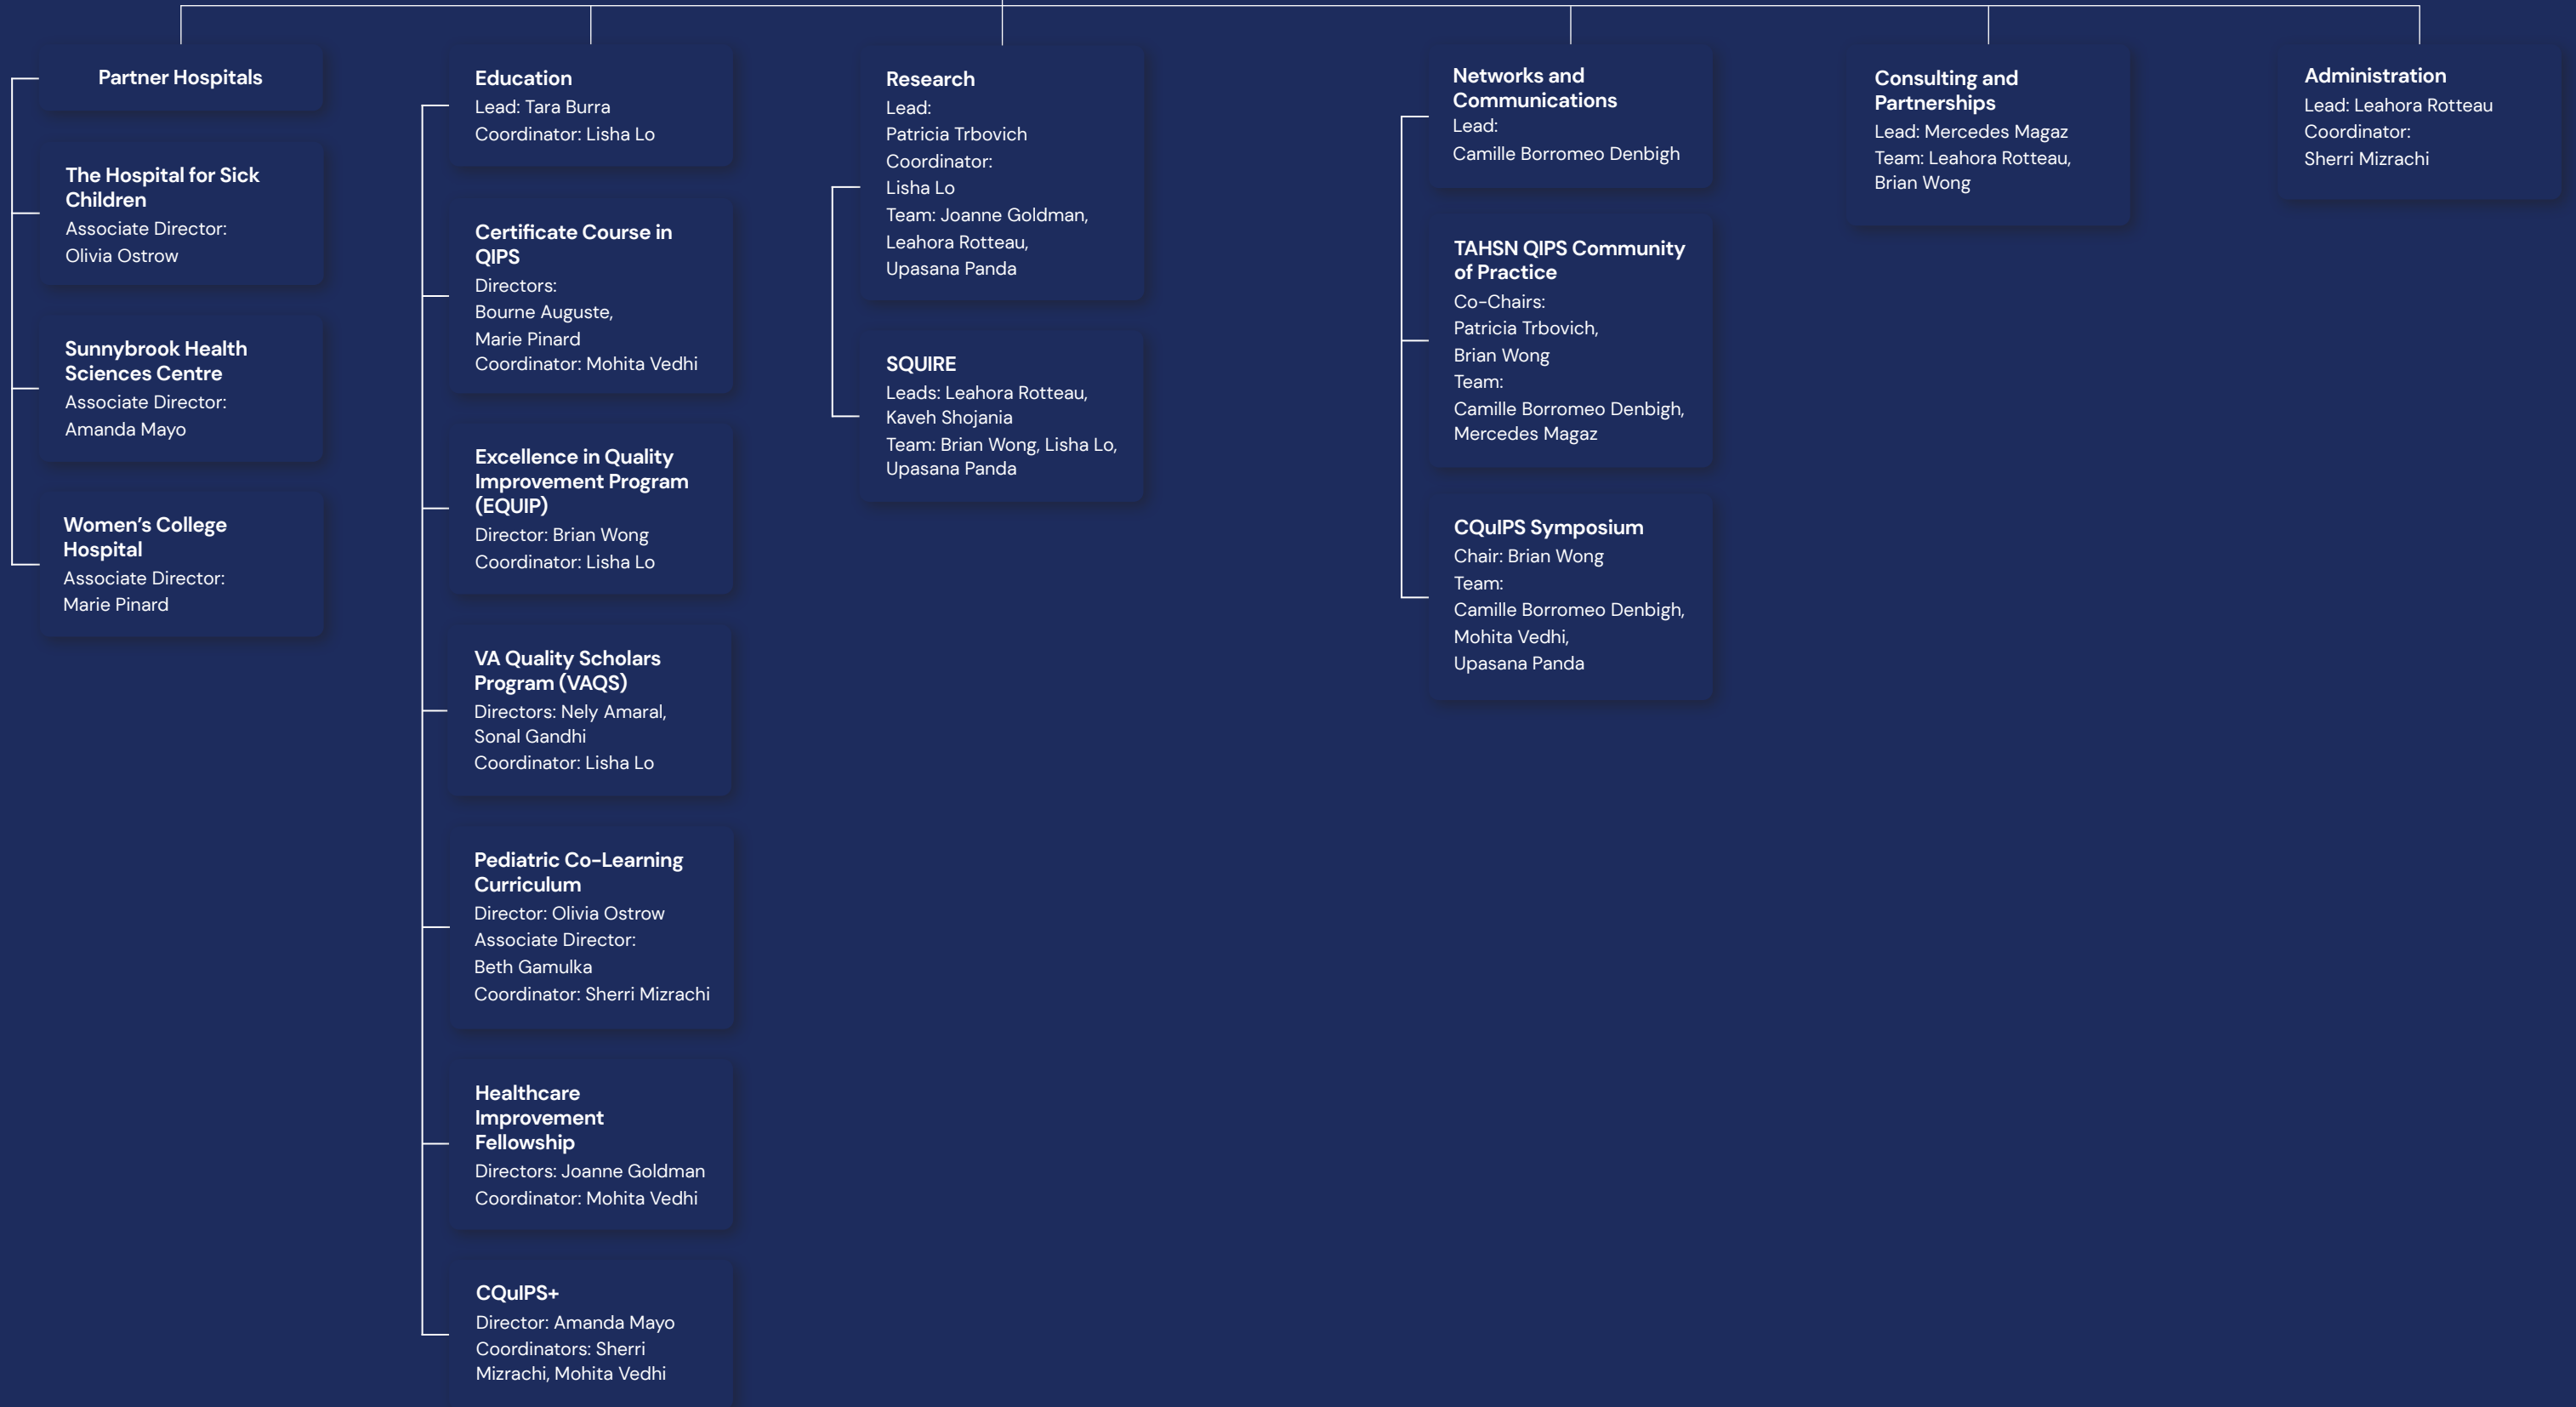 Partner Hospitals
The Hospital for Sick
Children
Associate Director:
Olivia Ostrow
Sunnybrook Health
Sciences Centre
Associate Director:
Amanda Mayo
Women's College
Hospital
Associate Director:
Marie Pinard
Education
Lead: Tara Burra
Coordinator: Lisha Lo
Certificate Course in
QIPS
Directors:
Bourne Auguste,
Marie Pinard
Coordinator: Mohita Vedhi
Excellence in Quality
Improvement Program
(EQUIP)
Director: Brian Wong
Coordinator: Lisha Lo
VA Quality Scholars
Program (VAQS)
Directors: Nely Amaral,
Sonal Gandhi
Coordinator: Lisha Lo
Pediatric Co-Learning
Curriculum
Director: Olivia Ostrow
Associate Director:
Beth Gamulka
Coordinator: Sherri Mizrachi
Healthcare
Improvement
Fellowship
Directors: Joanne Goldman
Coordinator: Mohita Vedhi
CQuIPS+
Director: Amanda Mayo
Coordinators: Sherri
Mizrachi, Mohita Vedhi
Research
Lead:
Patricia Trbovich
Coordinator:
Lisha Lo
Team: Joanne Goldman,
Leahora Rotteau,
Upasana Panda
SQUIRE
Leads: Leahora Rotteau,
Kaveh Shojania
Team: Brian Wong, Lisha Lo,
Upasana Panda
Networks and
Communications
Lead:
Camille Borromeo Denbigh
TAHSN QIPS Community
of Practice
Co-Chairs:
Patricia Trbovich,
Brian Wong
Team:
Camille Borromeo Denbigh,
Mercedes Magaz
CQuIPS Symposium
Chair: Brian Wong
Team:
Camille Borromeo Denbigh,
Mohita Vedhi,
Upasana Panda
Consulting and
Partnerships
Lead: Mercedes Magaz
Team: Leahora Rotteau,
Brian Wong
Administration
Lead: Leahora Rotteau
Coordinator:
Sherri Mizrachi